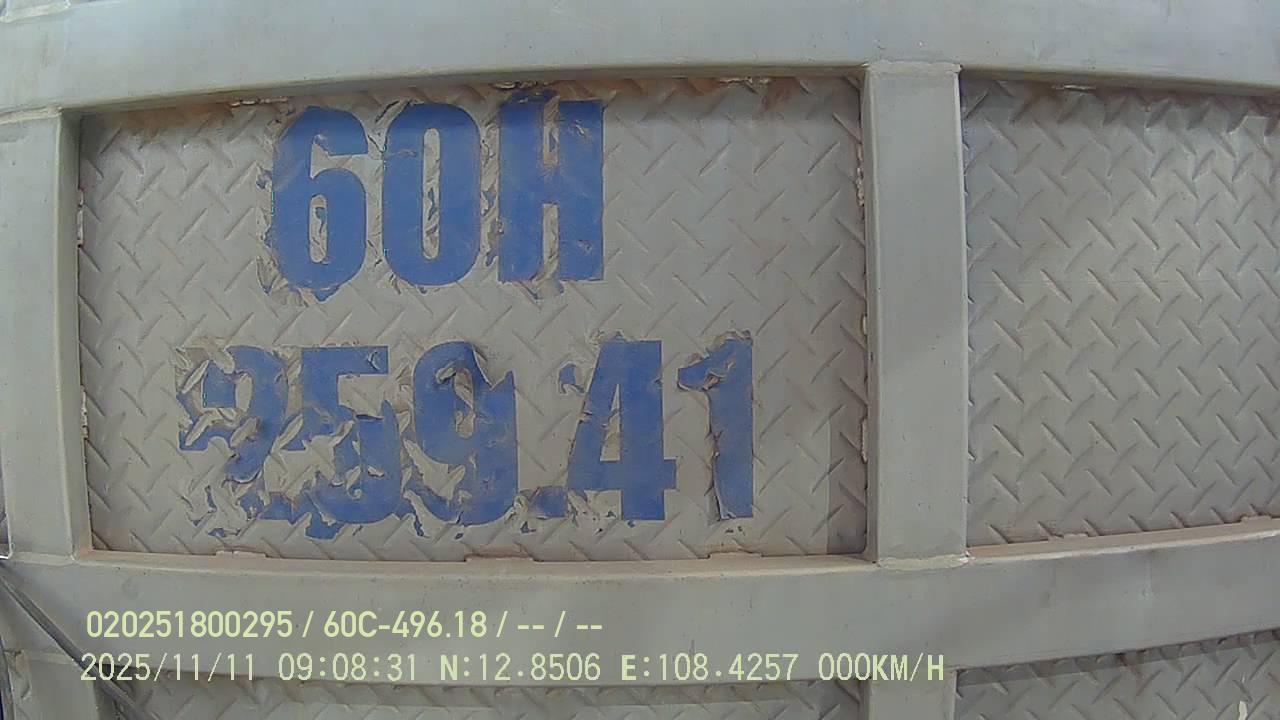 60H
259.41
020251800295 / 60C-496.18 / -- / --
2025/11/11 09:08:31 N:12.8506 E:108.4257 000KM/H